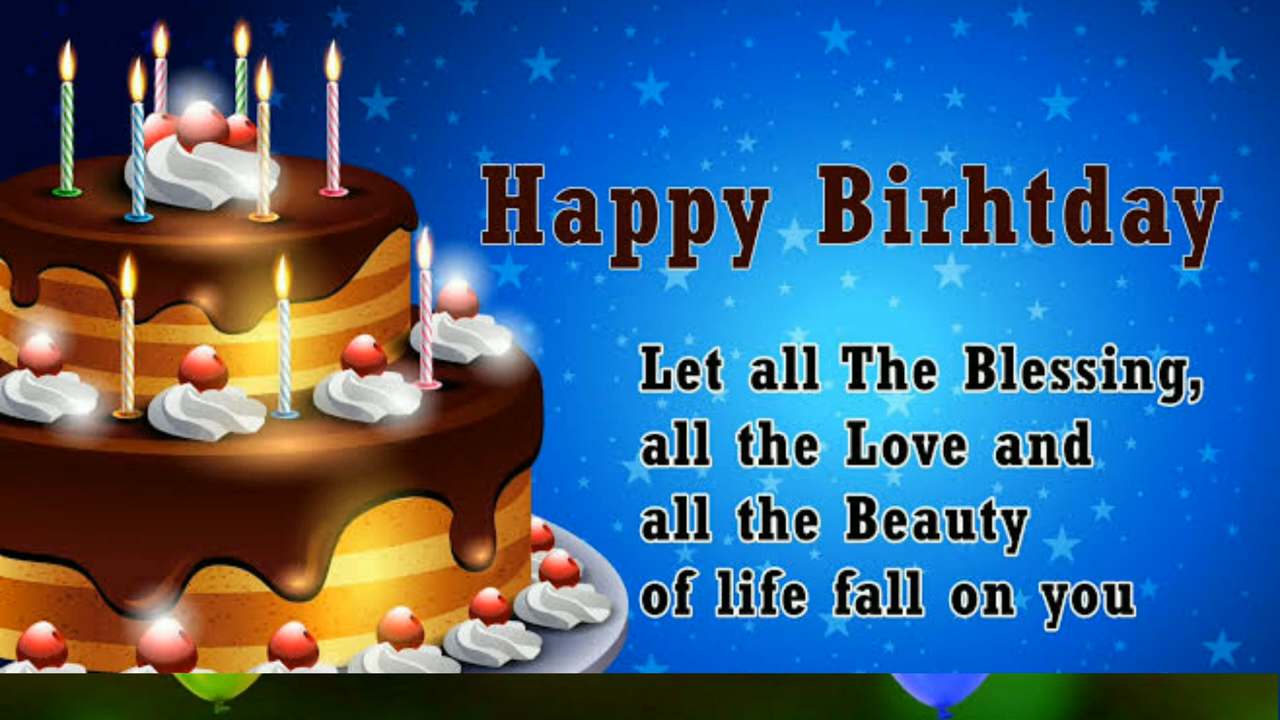 Happy Birhtday
Let all The Blessing,
all the Love and
all the Beauty
of life fall on you